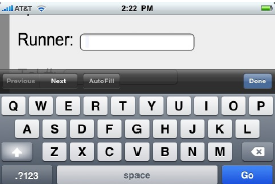 AT&T 2:22 PM
Runner:
Previous Next AutoFill Done
Q W E R T Y U I O P
A S D F G H J K L
Z X C V B N M
.?123 space Go